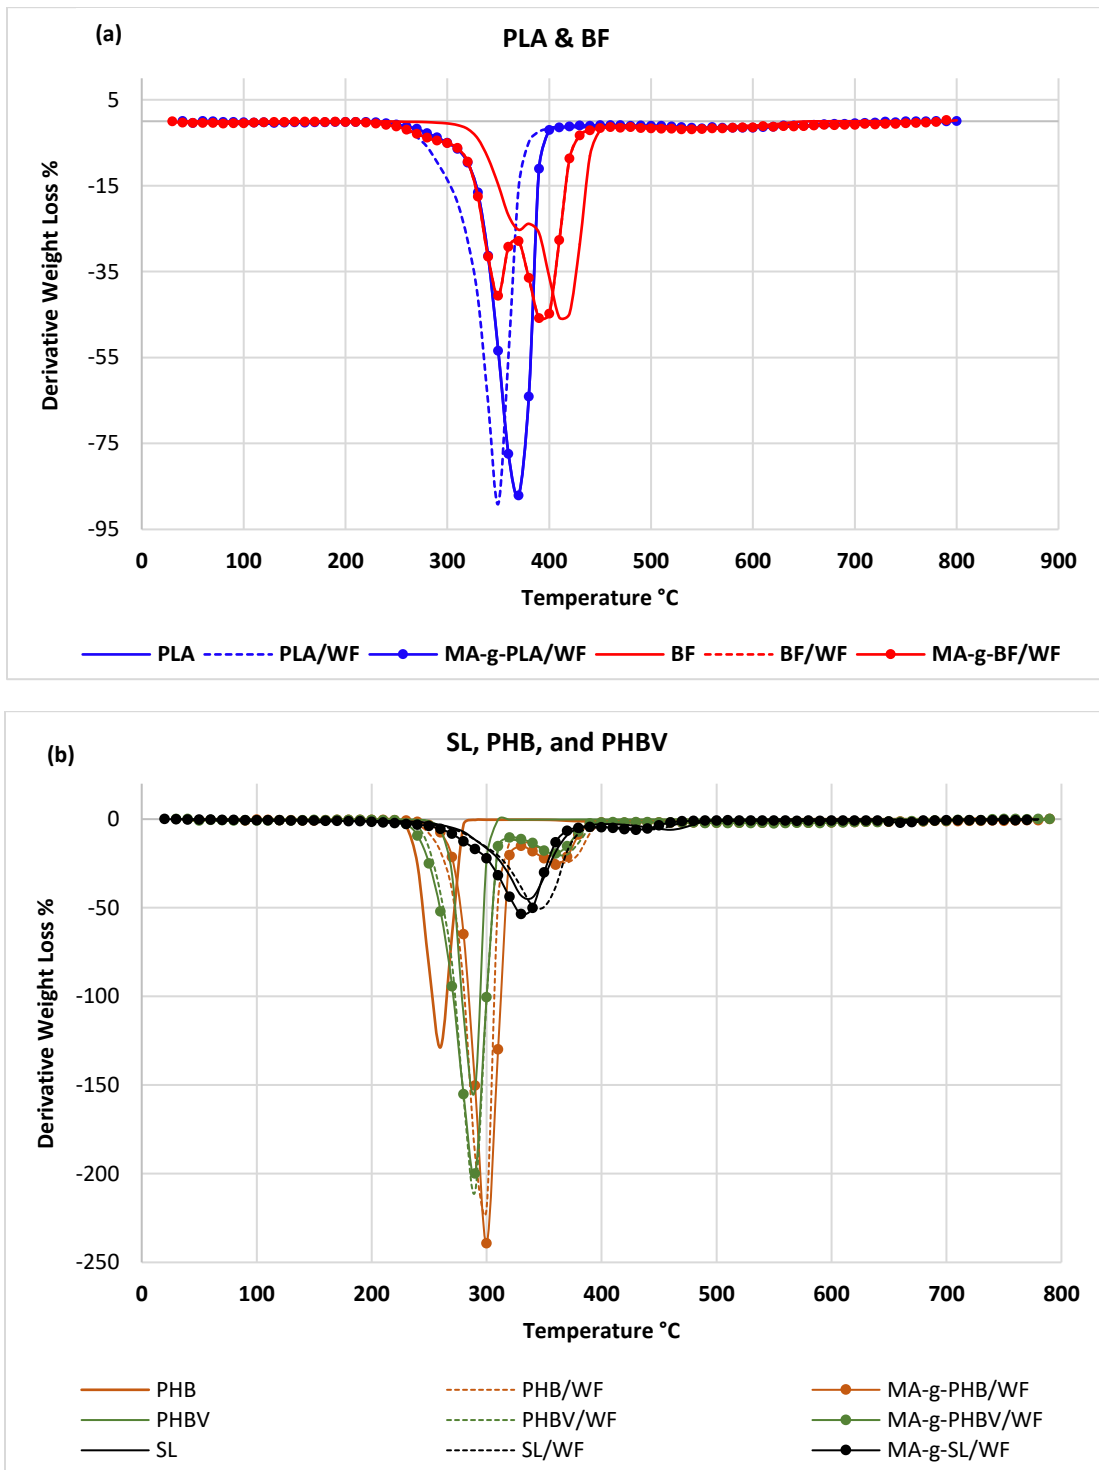 (a)
PLA & BF
Derivative Weight Loss %
5
-15
-35
-55
-75
-95
0 100 200 300 400 500 600 700 800 900
Temperature °C
PLA PLA/WF MA-g-PLA/WF BF BF/WF MA-g-BF/WF
(b)
SL, PHB, and PHBV
Derivative Weight Loss %
0
-50
-100
-150
-200
-250
0 100 200 300 400 500 600 700 800
Temperature °C
PHB PHB/WF MA-g-PHB/WF
PHBV PHBV/WF MA-g-PHBV/WF
SL SL/WF MA-g-SL/WF